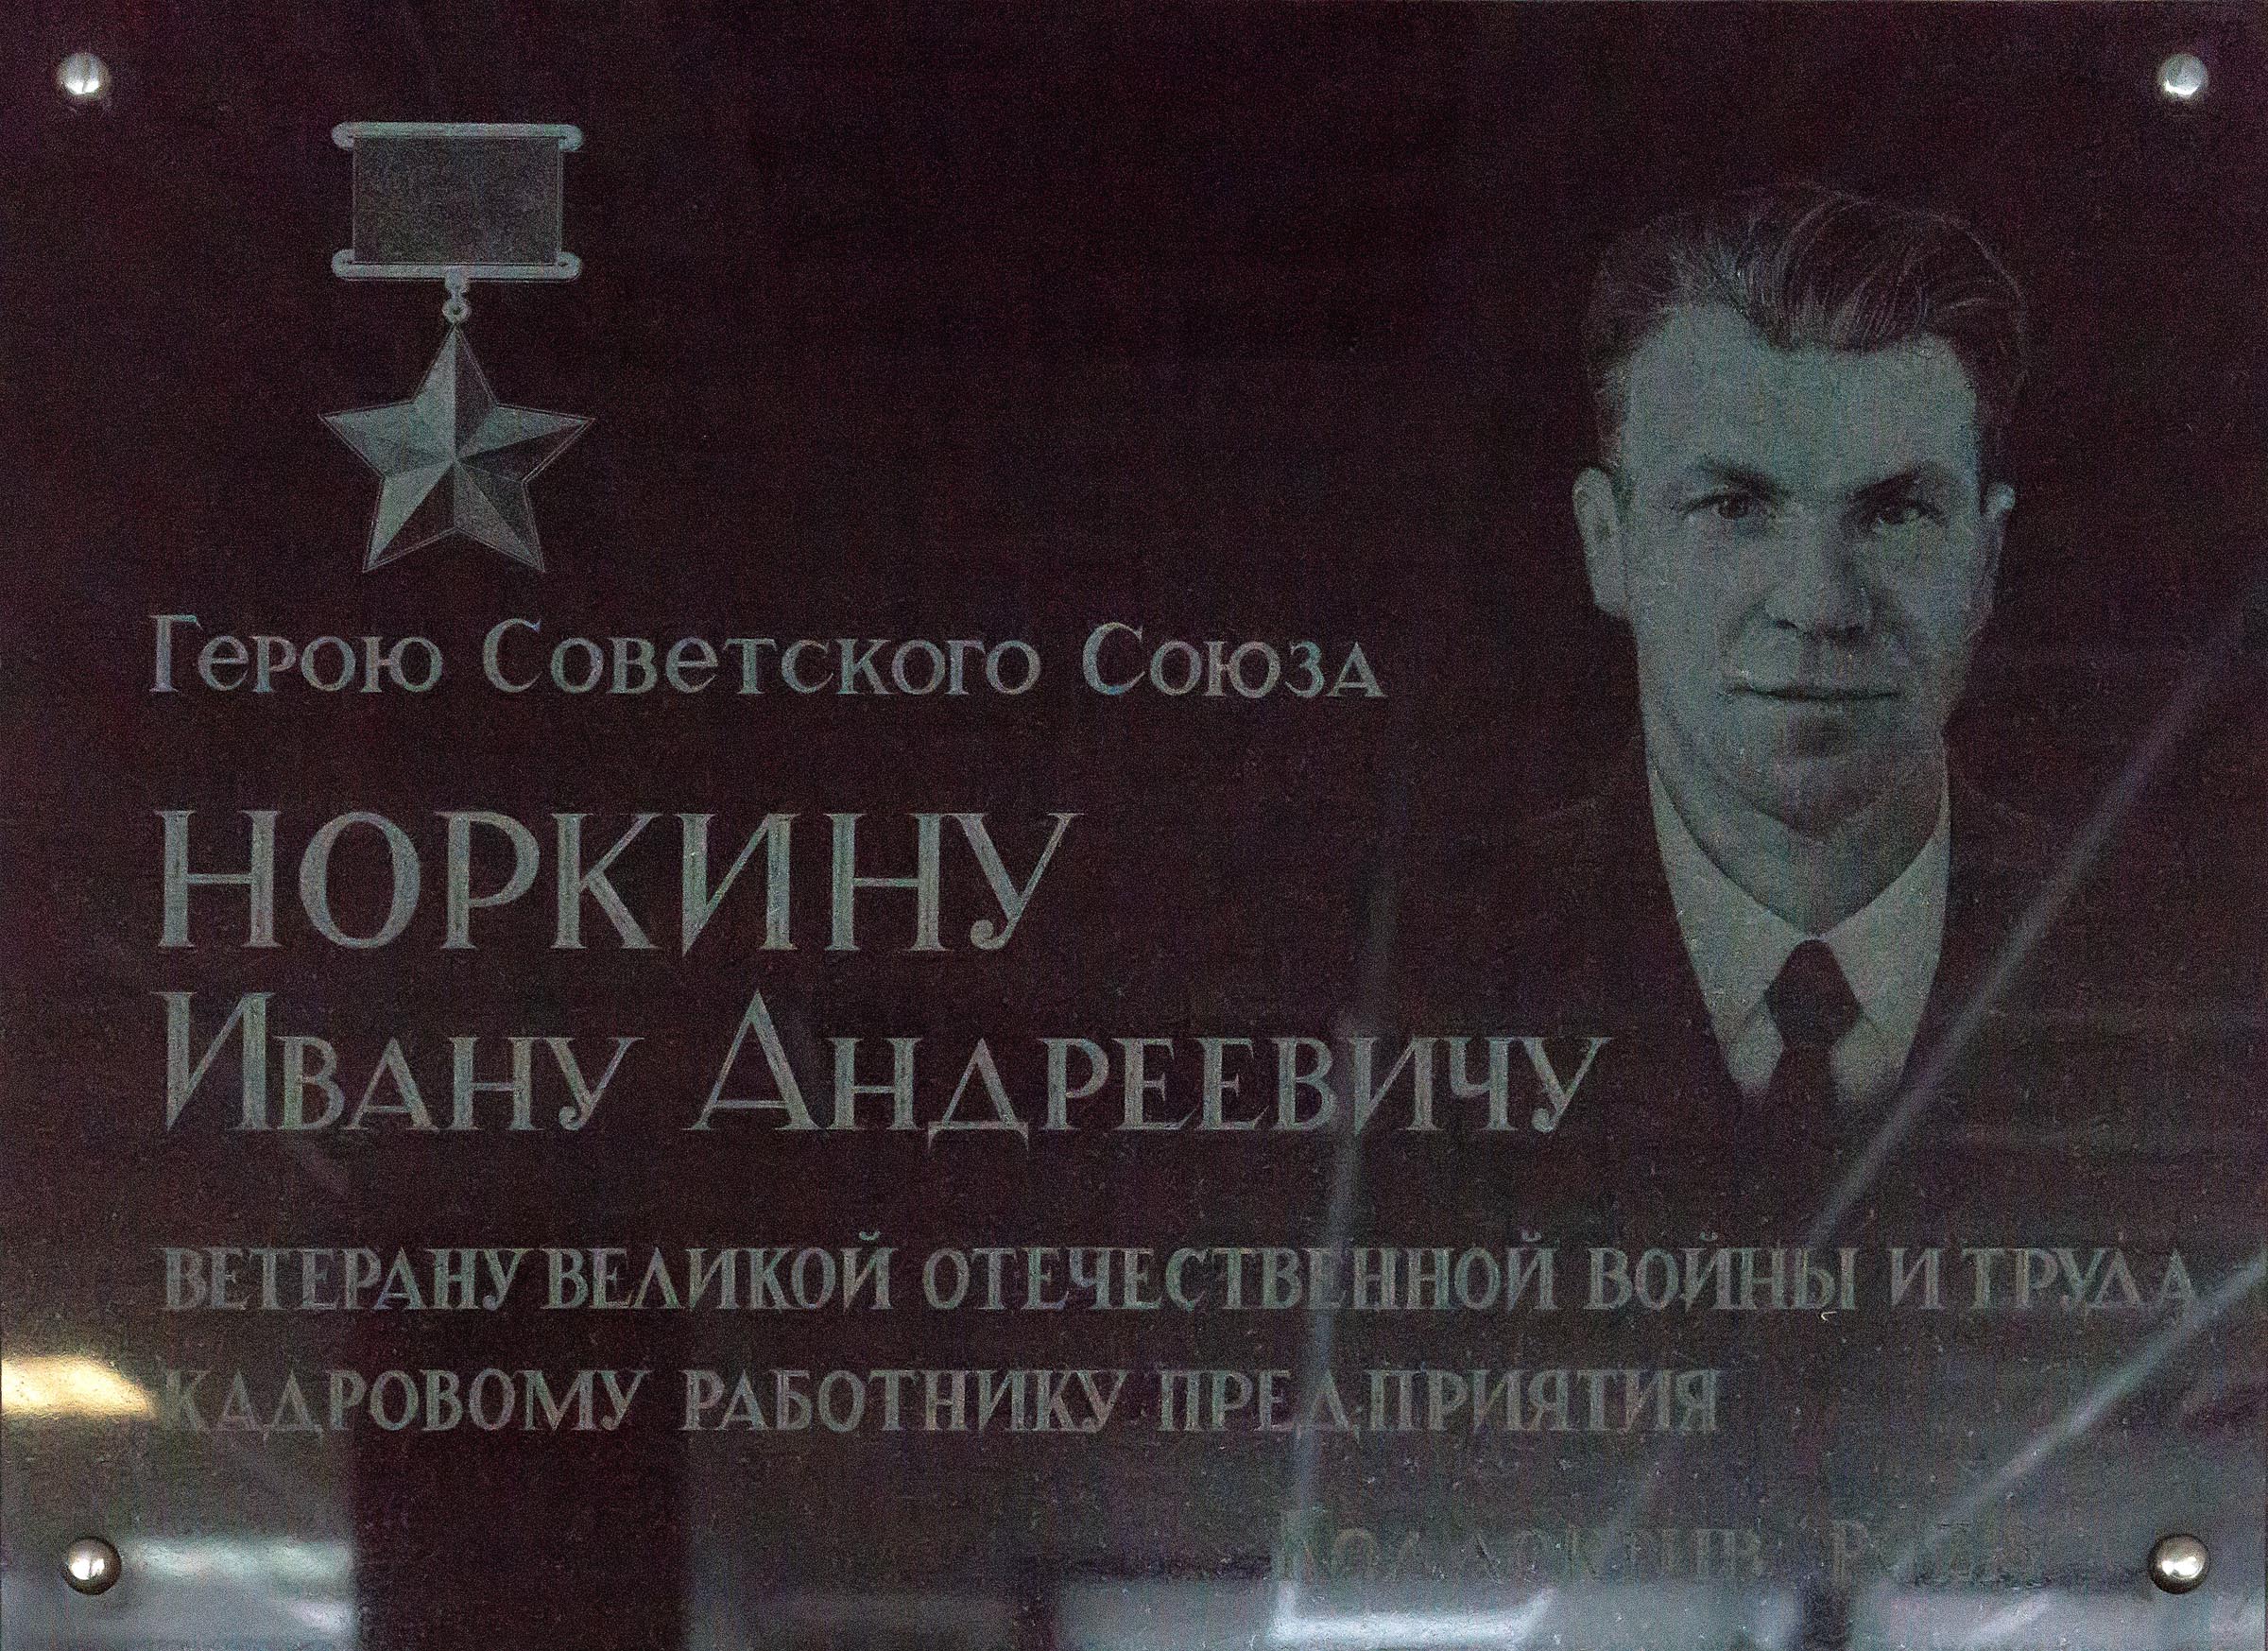 Герою Советского Союза
НОРКИНУ
Ивану Андреевичу
ВЕТЕРАНУ ВЕЛИКОЙ ОТЕЧЕСТВЕННОЙ ВОЙНЫ И ТРУДА
КАДРОВОМУ РАБОТНИКУ ПРЕДПРИЯТИЯ